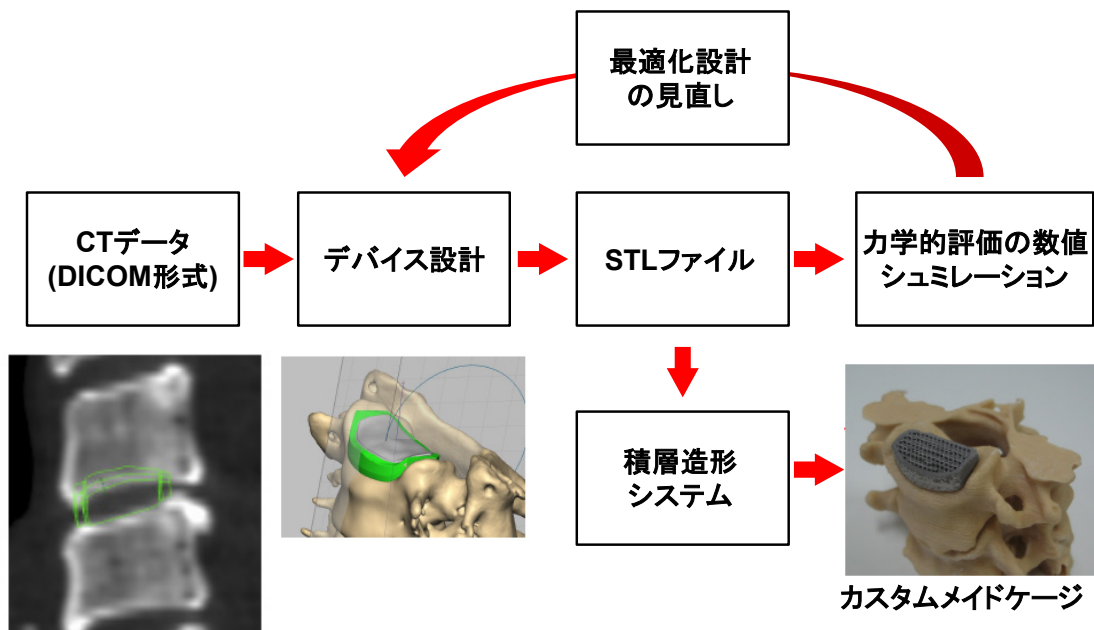 最適化設計
の見直し
CTデータ
(DICOM形式)
デバイス設計
STLファイル
力学的評価の数値
シュミレーション
積層造形
システム
カスタムメイドケージ